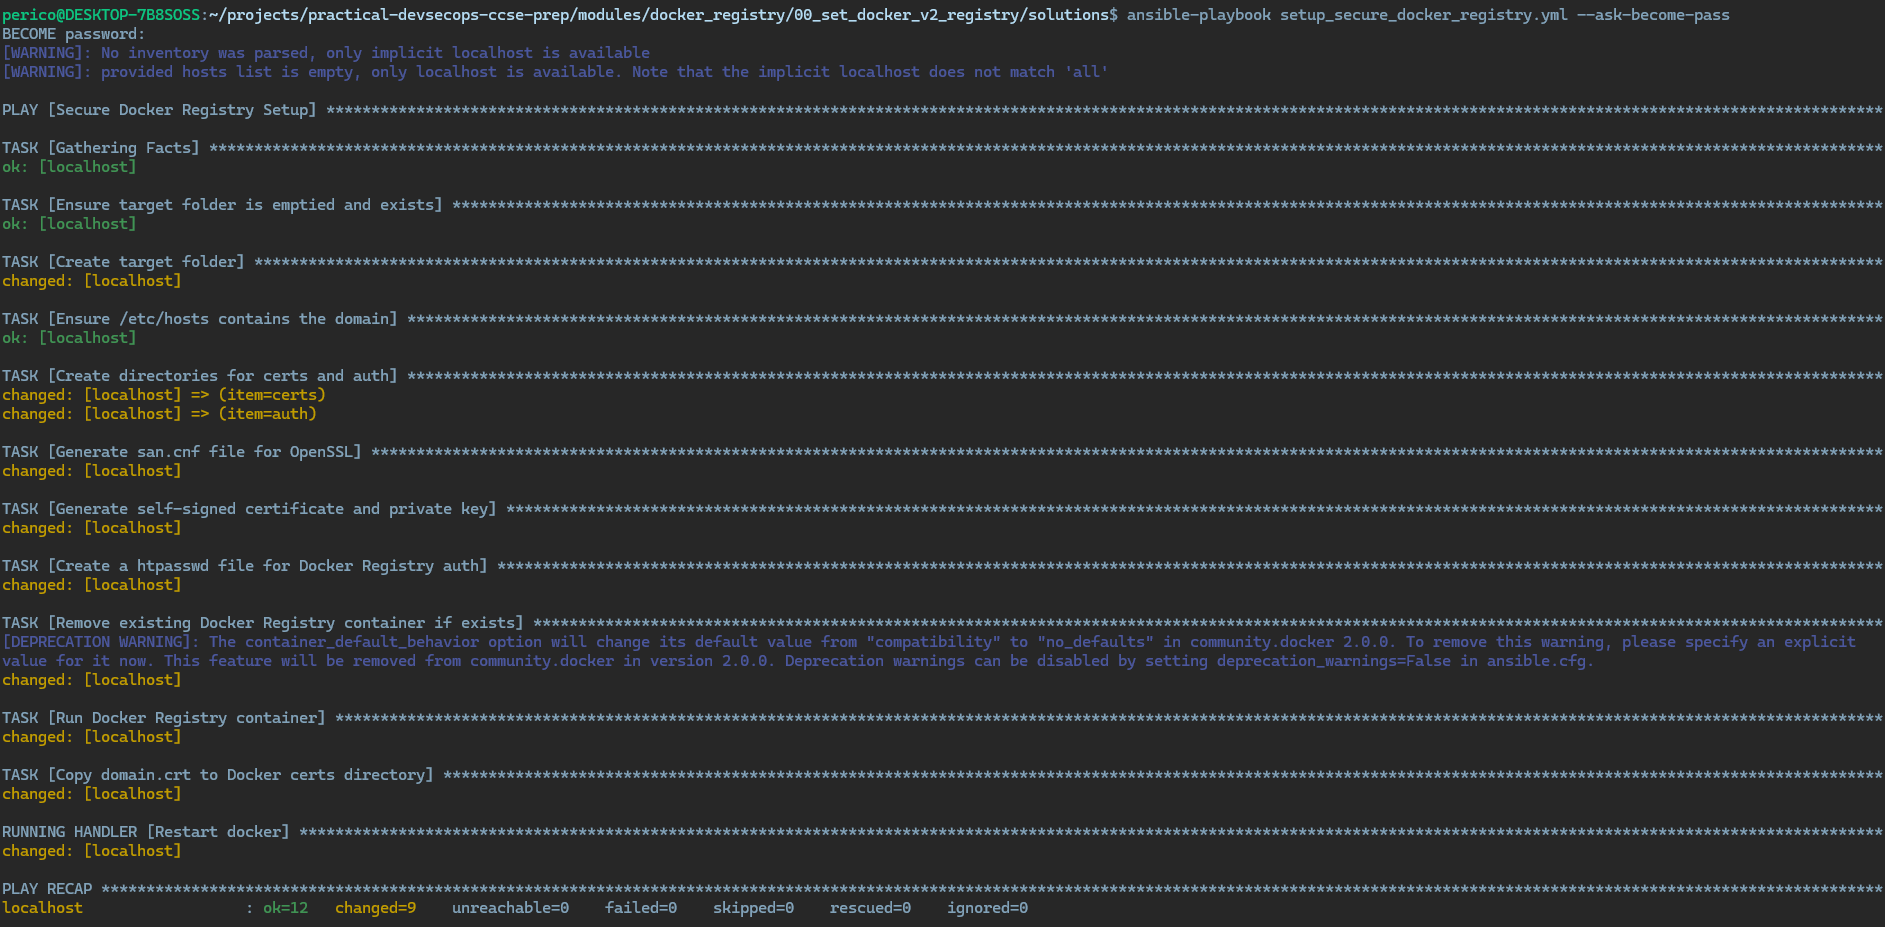 perico@DESKTOP-7B8SOSS:~/projects/practical-devsecops-ccse-prep/modules/docker_registry/00_set_docker_v2_registry/solutions$ ansible-playbook setup_secure_docker_registry.yml --ask-become-pass
BECOME password:
[WARNING]: No inventory was parsed, only implicit localhost is available
[WARNING]: provided hosts list is empty, only localhost is available. Note that the implicit localhost does not match 'all'
PLAY [Secure Docker Registry Setup] ****************************************************************************************************************************************************************************
TASK [Gathering Facts] *****************************************************************************************************************************************************************************************
ok: [localhost]
TASK [Ensure target folder is emptied and exists] **************************************************************************************************************************************************************
ok: [localhost]
TASK [Create target folder] ************************************************************************************************************************************************************************************
changed: [localhost]
TASK [Ensure /etc/hosts contains the domain] *******************************************************************************************************************************************************************
ok: [localhost]
TASK [Create directories for certs and auth] *******************************************************************************************************************************************************************
changed: [localhost] => (item=certs)
changed: [localhost] => (item=auth)
TASK [Generate san.cnf file for OpenSSL] ***********************************************************************************************************************************************************************
changed: [localhost]
TASK [Generate self-signed certificate and private key] ********************************************************************************************************************************************************
changed: [localhost]
TASK [Create a htpasswd file for Docker Registry auth] *********************************************************************************************************************************************************
changed: [localhost]
TASK [Remove existing Docker Registry container if exists] *****************************************************************************************************************************************************
[DEPRECATION WARNING]: The container_default_behavior option will change its default value from "compatibility" to "no_defaults" in community.docker 2.0.0. To remove this warning, please specify an explicit
value for it now. This feature will be removed from community.docker in version 2.0.0. Deprecation warnings can be disabled by setting deprecation_warnings=False in ansible.cfg.
changed: [localhost]
TASK [Run Docker Registry container] ***************************************************************************************************************************************************************************
changed: [localhost]
TASK [Copy domain.crt to Docker certs directory] ***************************************************************************************************************************************************************
changed: [localhost]
RUNNING HANDLER [Restart docker] *******************************************************************************************************************************************************************************
changed: [localhost]
PLAY RECAP *****************************************************************************************************************************************************************************************************
localhost                  : ok=12   changed=9    unreachable=0    failed=0    skipped=0    rescued=0    ignored=0